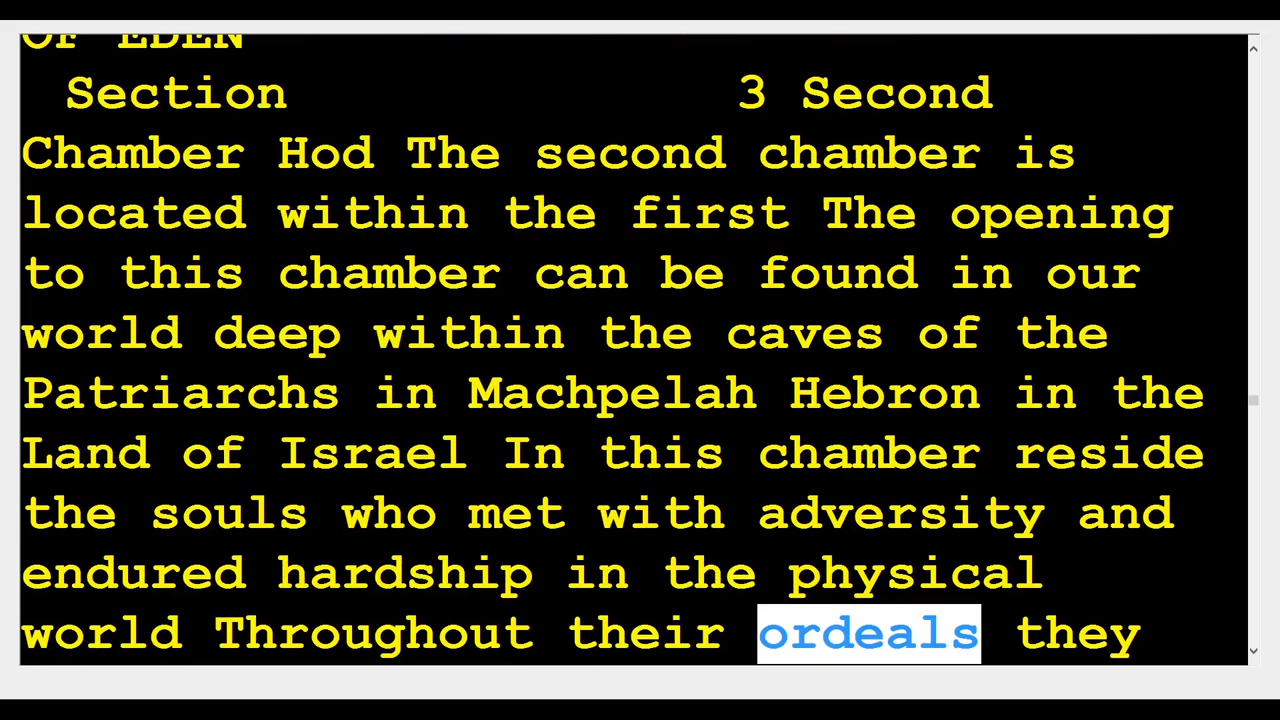 OF EDEN
Section 3 Second
Chamber Hod The second chamber is
located within the first The opening
to this chamber can be found in our
world deep within the caves of the
Patriarchs in Machpelah Hebron in the
Land of Israel In this chamber reside
the souls who met with adversity and
endured hardship in the physical
world Throughout their ordeals they